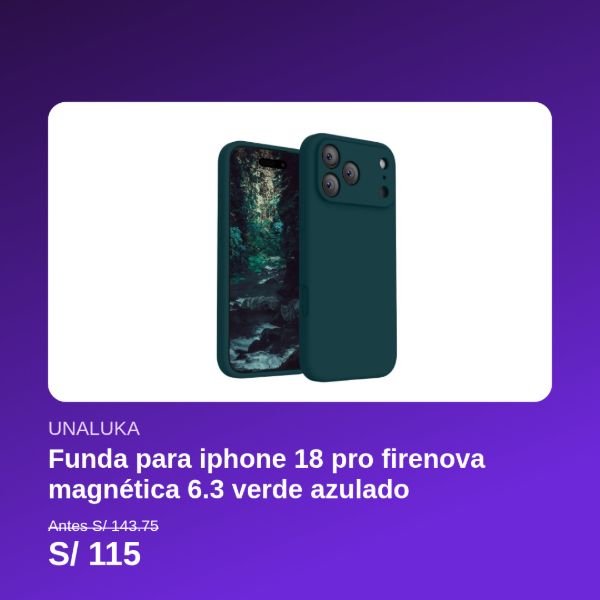 UNALUKA
Funda para iphone 18 pro firenova
magnética 6.3 verde azulado
Antes S/ 143.75
S/ 115